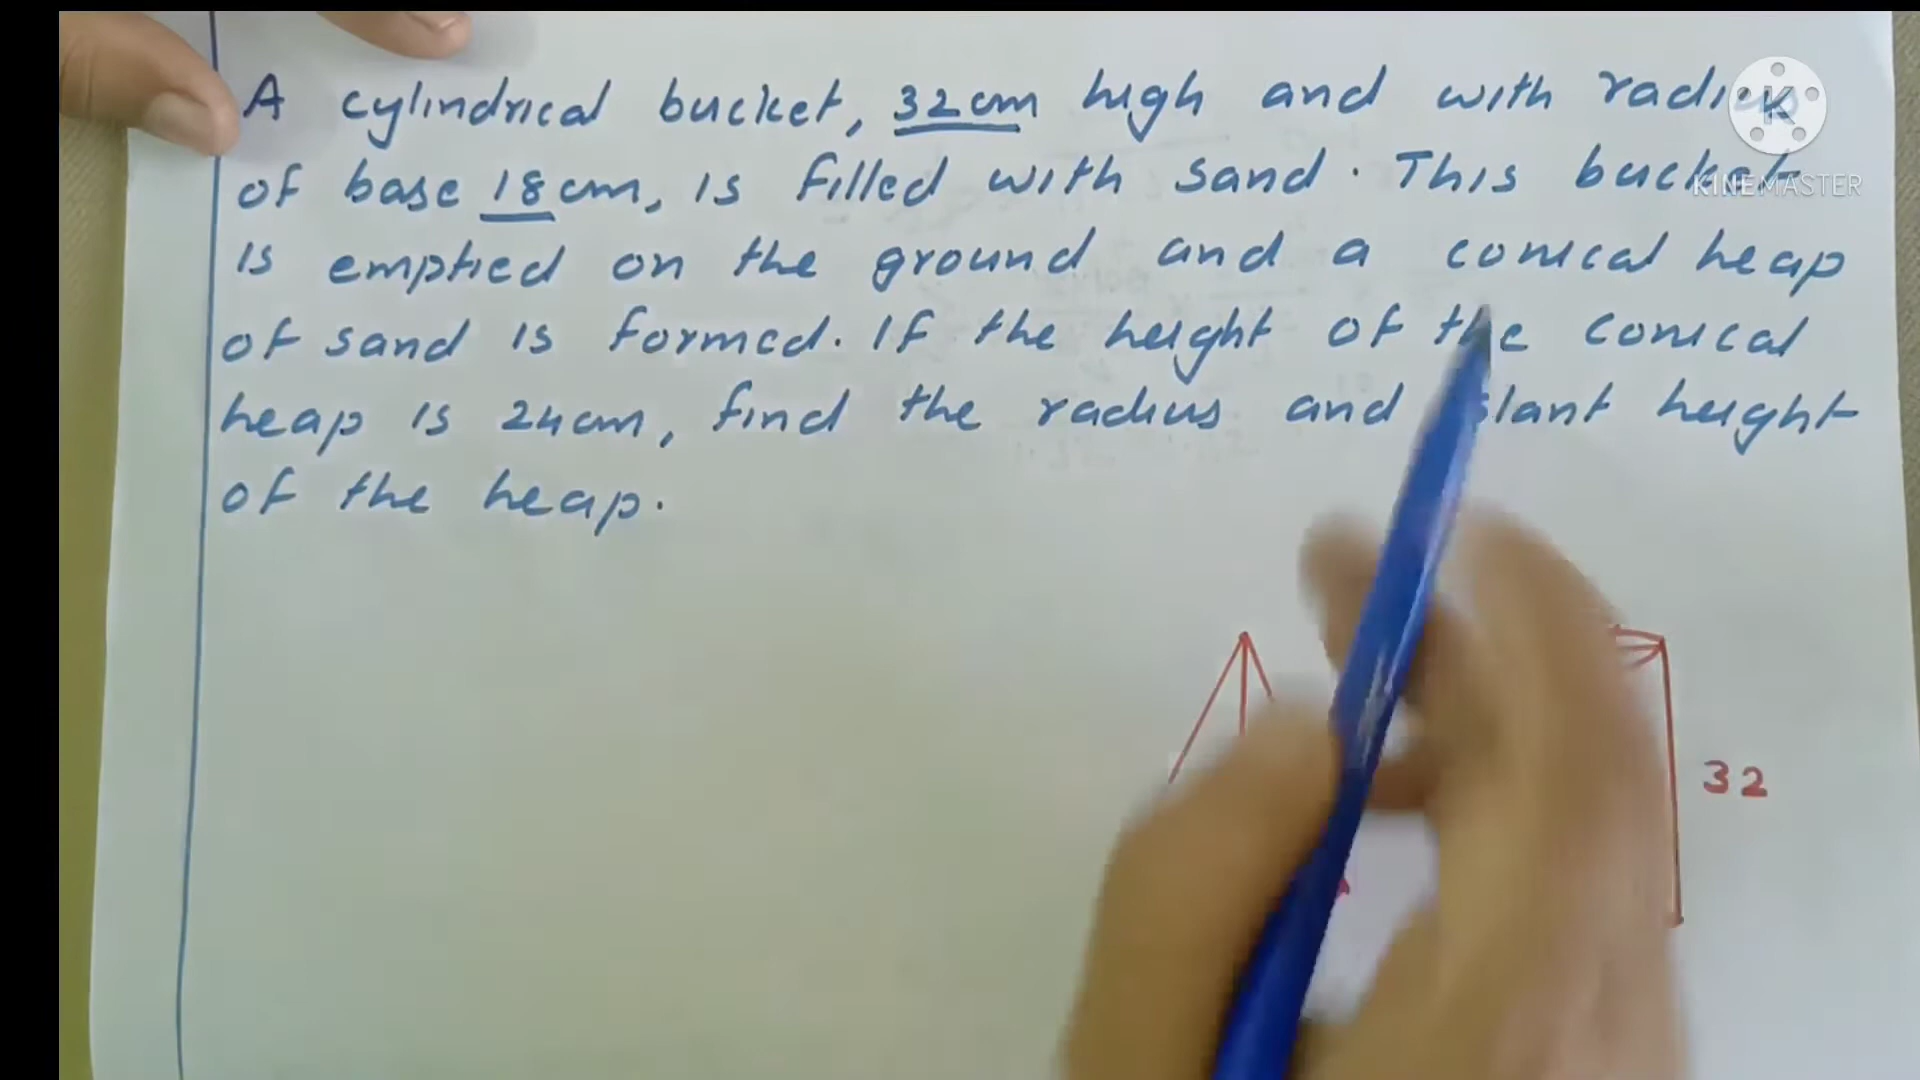 A cylindrical bucket, 32cm high and with radius
of base 18cm, is filled with sand. This bucket
is emptied on the ground and a conical heap
of sand is formed. If the height of the conical
heap is 24cm, find the radius and slant height
of the heap.
32
K
KINEMASTER